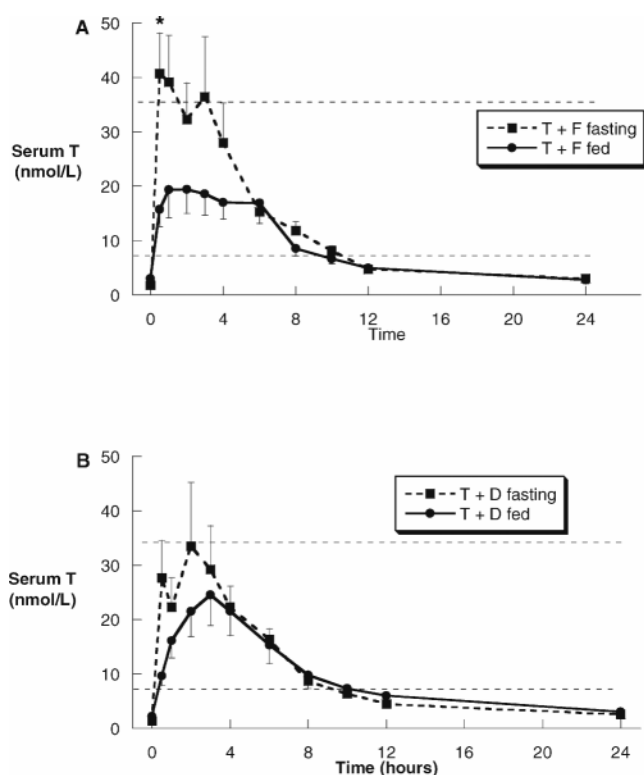 A
*
50
40
30
Serum T
(nmol/L)
20
10
0
T + F fasting
T + F fed
0 4 8 12 16 20 24
Time
B
50
40
30
Serum T
(nmol/L)
20
10
0
T + D fasting
T + D fed
0 4 8 12 16 20 24
Time (hours)